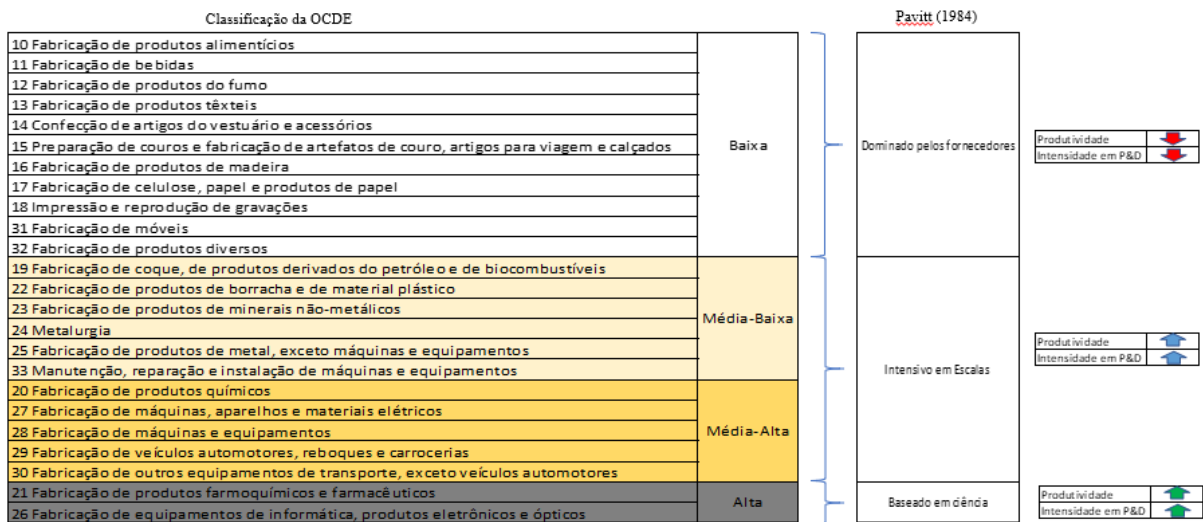 Classificação da OCDE
Pavitt (1984)
10 Fabricação de produtos alimentícios
11 Fabricação de bebidas
12 Fabricação de produtos do fumo
13 Fabricação de produtos têxteis
14 Confecção de artigos do vestuário e acessórios
15 Preparação de couros e fabricação de artefatos de couro, artigos para viagem e calçados
16 Fabricação de produtos de madeira
17 Fabricação de celulose, papel e produtos de papel
18 Impressão e reprodução de gravações
31 Fabricação de móveis
32 Fabricação de produtos diversos
Baixa
Dominado pelos fornecedores
Produtividade
Intensidade em P&D
19 Fabricação de coque, de produtos derivados do petróleo e de biocombustíveis
22 Fabricação de produtos de borracha e de material plástico
23 Fabricação de produtos de minerais não-metálicos
24 Metalurgia
25 Fabricação de produtos de metal, exceto máquinas e equipamentos
33 Manutenção, reparação e instalação de máquinas e equipamentos
Média-Baixa
20 Fabricação de produtos químicos
27 Fabricação de máquinas, aparelhos e materiais elétricos
28 Fabricação de máquinas e equipamentos
29 Fabricação de veículos automotores, reboques e carrocerias
30 Fabricação de outros equipamentos de transporte, exceto veículos automotores
Média-Alta
Intensivo em Escalas
Produtividade
Intensidade em P&D
21 Fabricação de produtos farmoquímicos e farmacêuticos
26 Fabricação de equipamentos de informática, produtos eletrônicos e ópticos
Alta
Baseado em ciência
Produtividade
Intensidade em P&D